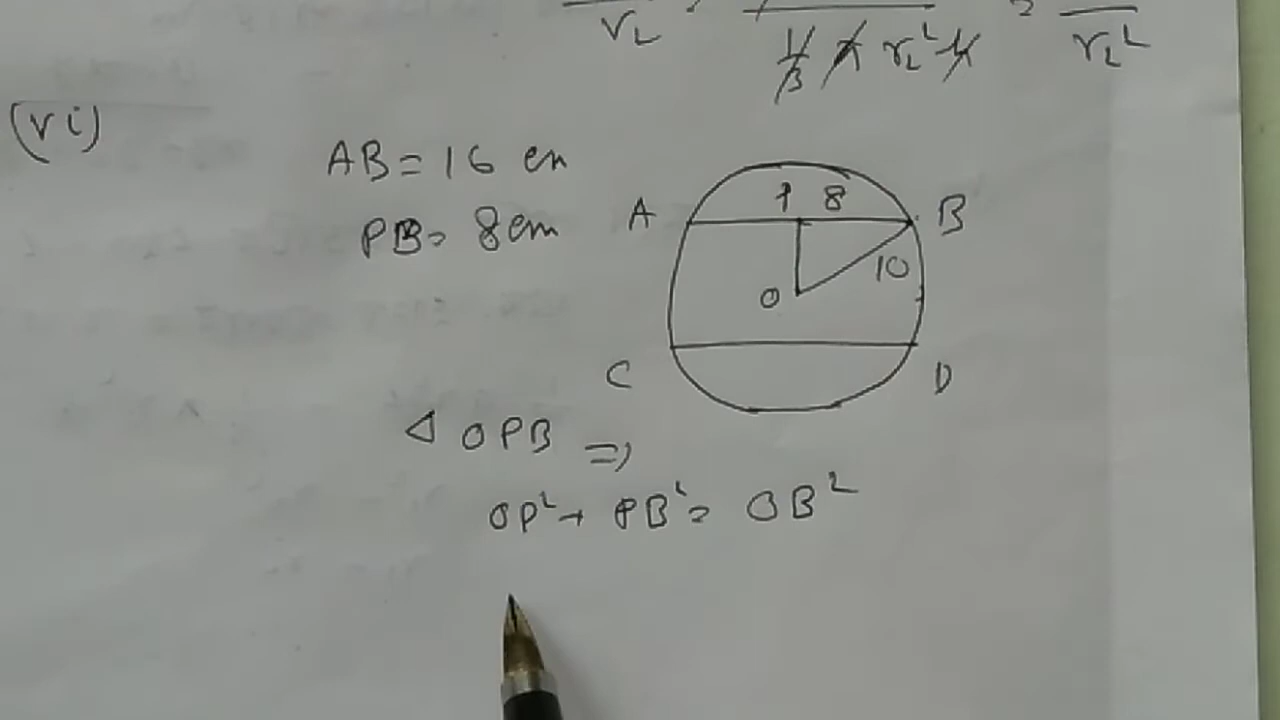 r₂ 1/3 π r₂² h r₂²
(vi)
AB = 16 cm
PB = 8 cm
P 8
A B
10
O
C D
△ OPB ⇒
OP² + PB² = OB²